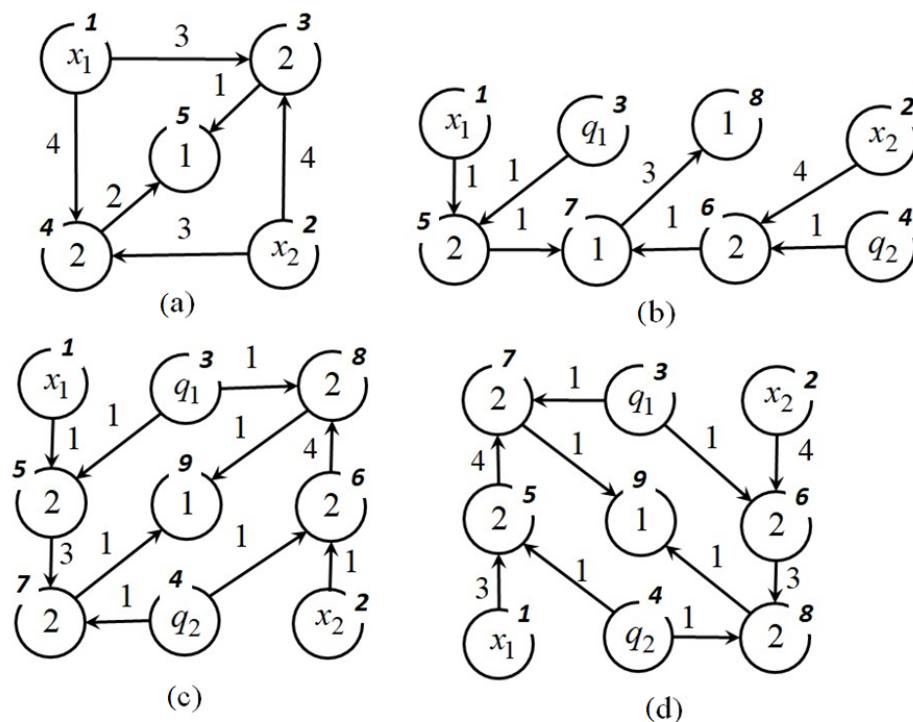 1 3
x1 3 2
1
5
4 1 4
2
4 3 2
2 x2
(a)
1 3 8 2
x1 q1 1 x2
1 1 3 4
5 7 6 4
2 1 1 1 2 1 q2
(b)
1 3 1 8
x1 q1 2
1 1 1 4
5 9 6
2 1 2
3 1 1 1
7 4 2
2 1 q2 x2
(c)
7 3 2
2 1 q1 x2
4 1 1 4
5 9 6
2 1 2
3 1 1 3
1 4 8
x1 q2 1 2
(d)